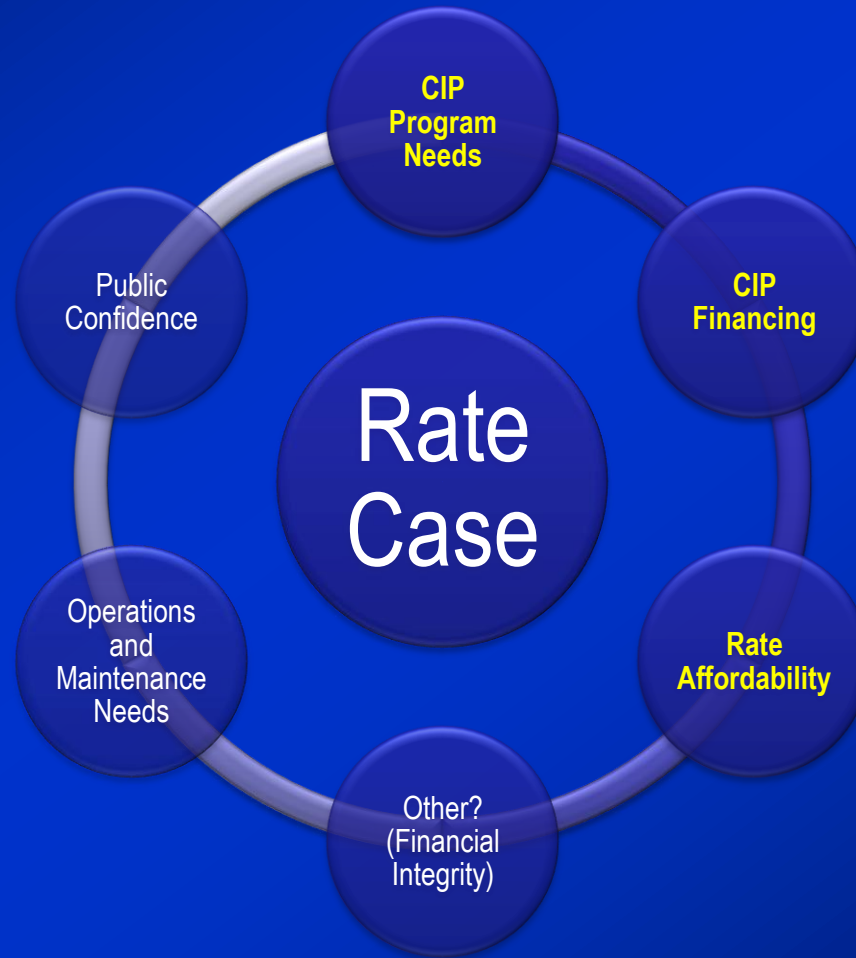 CIP
Program
Needs
CIP
Financing
Rate
Affordability
Other?
(Financial
Integrity)
Operations
and
Maintenance
Needs
Public
Confidence
Rate
Case